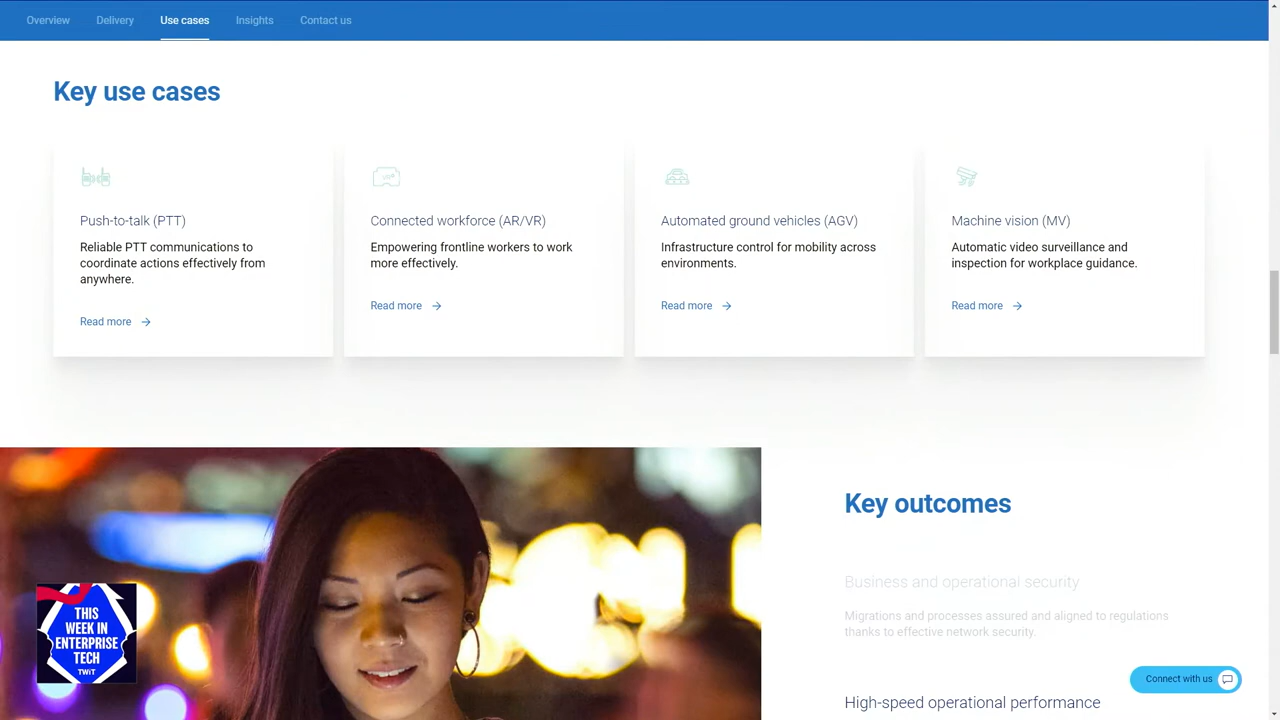 Overview Delivery Use cases Insights Contact us
Key use cases
Push-to-talk (PTT)
Reliable PTT communications to
coordinate actions effectively from
anywhere.
Read more
Connected workforce (AR/VR)
Empowering frontline workers to work
more effectively.
Read more
Automated ground vehicles (AGV)
Infrastructure control for mobility across
environments.
Read more
Machine vision (MV)
Automatic video surveillance and
inspection for workplace guidance.
Read more
THIS
WEEK IN
ENTERPRISE
TECH
TWiT
Key outcomes
Business and operational security
Migrations and processes assured and aligned to regulations
thanks to effective network security.
Connect with us
High-speed operational performance